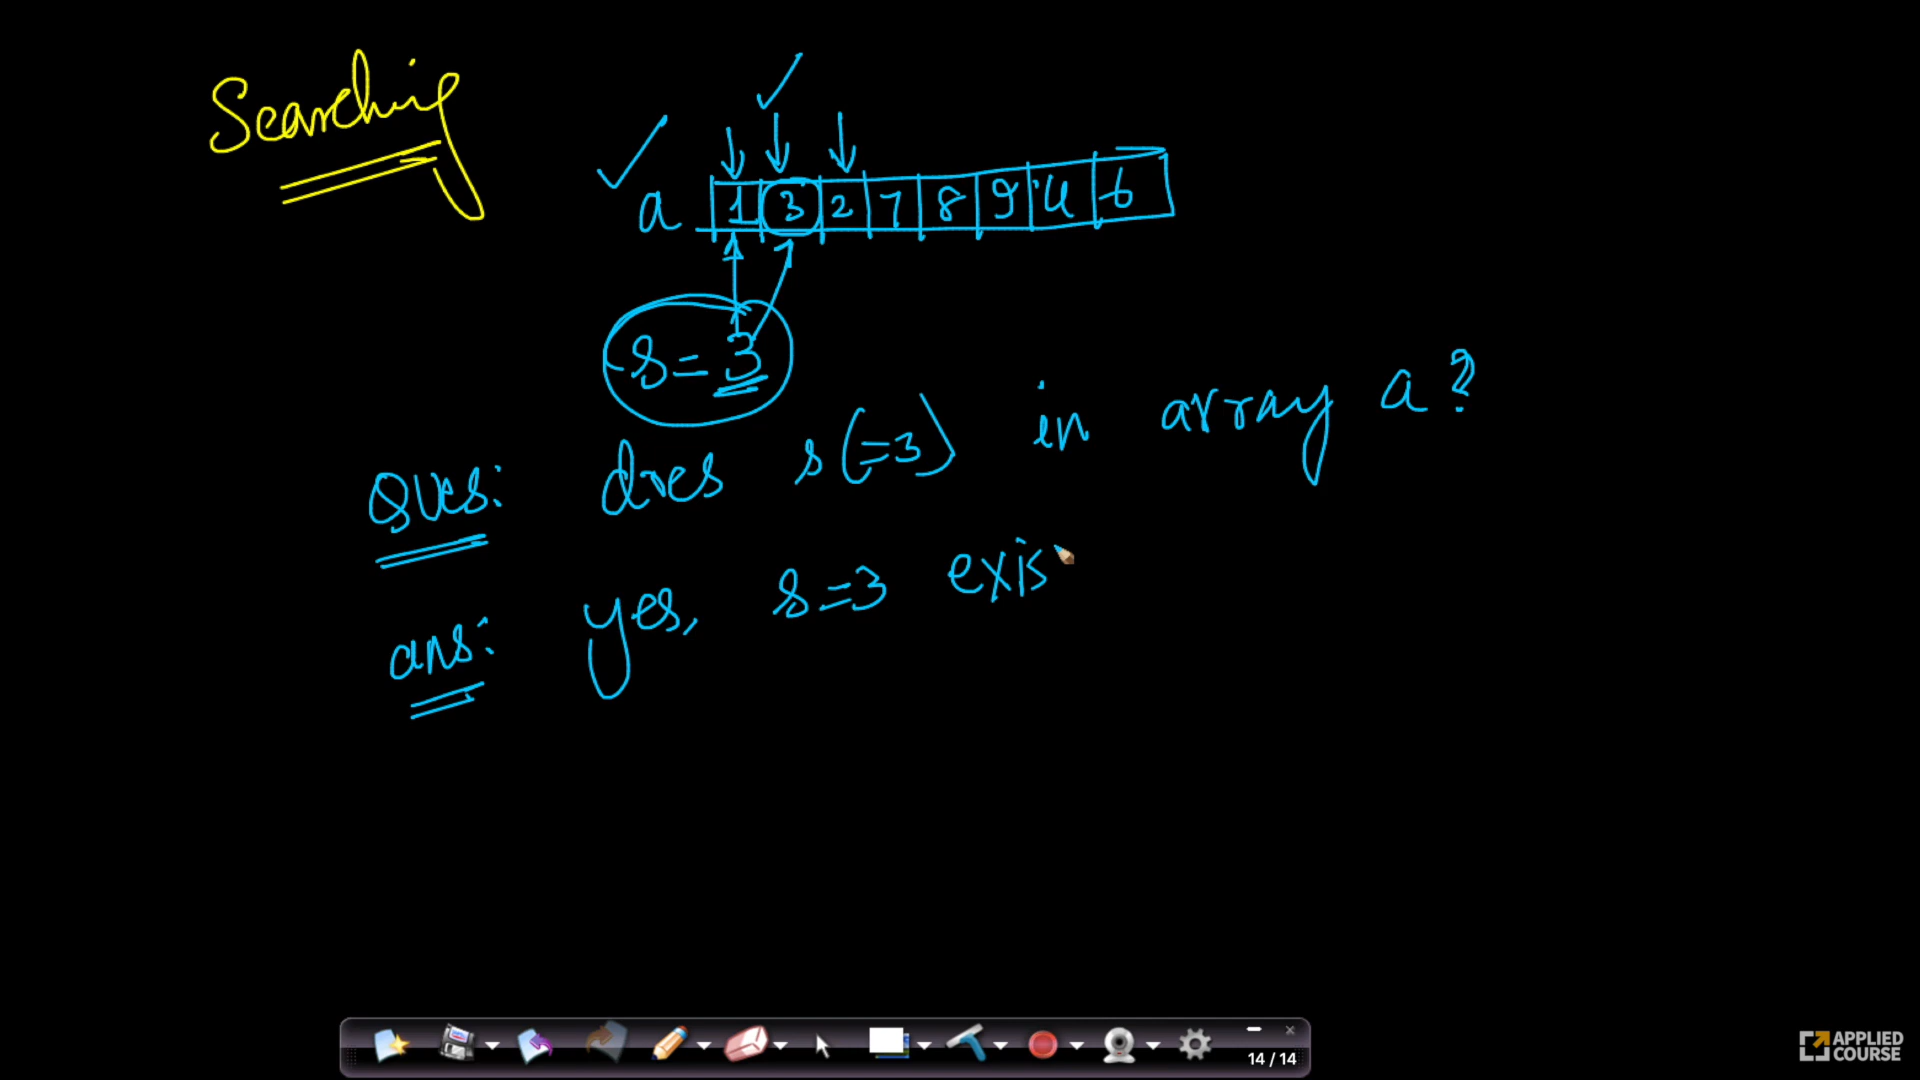 Searching
a 1 3 2 7 8 9 4 6
s = 3
Ques: does s(=3) in array a?
ans: yes, s=3 exis
14 / 14
APPLIED
COURSE